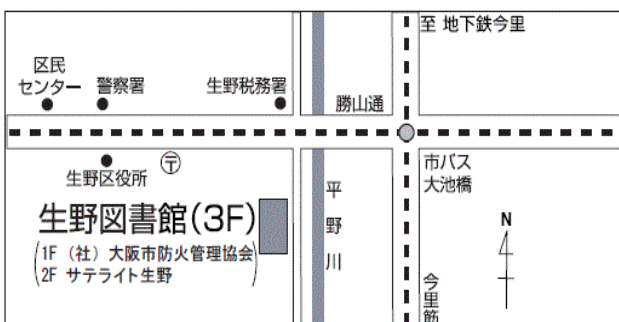 至 地下鉄今里
区民
センター
警察署
生野税務署
勝山通
生野区役所
〒
市バス
大池橋
生野図書館(3F)
1F (社) 大阪市防火管理協会
2F サテライト生野
平野川
N
今里筋